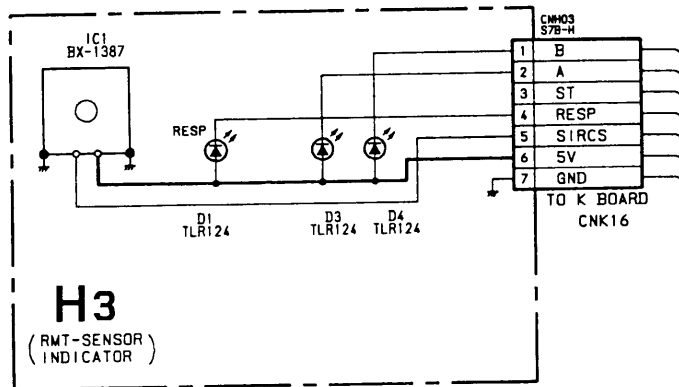 CNH03
S7B-H
IC1
BX-1387
1 B
2 A
3 ST
4 RESP
5 SIRCS
6 5V
7 GND
RESP
TO K BOARD
CNK16
D1
TLR124
D3
TLR124
D4
TLR124
H3
(RMT-SENSOR
INDICATOR)